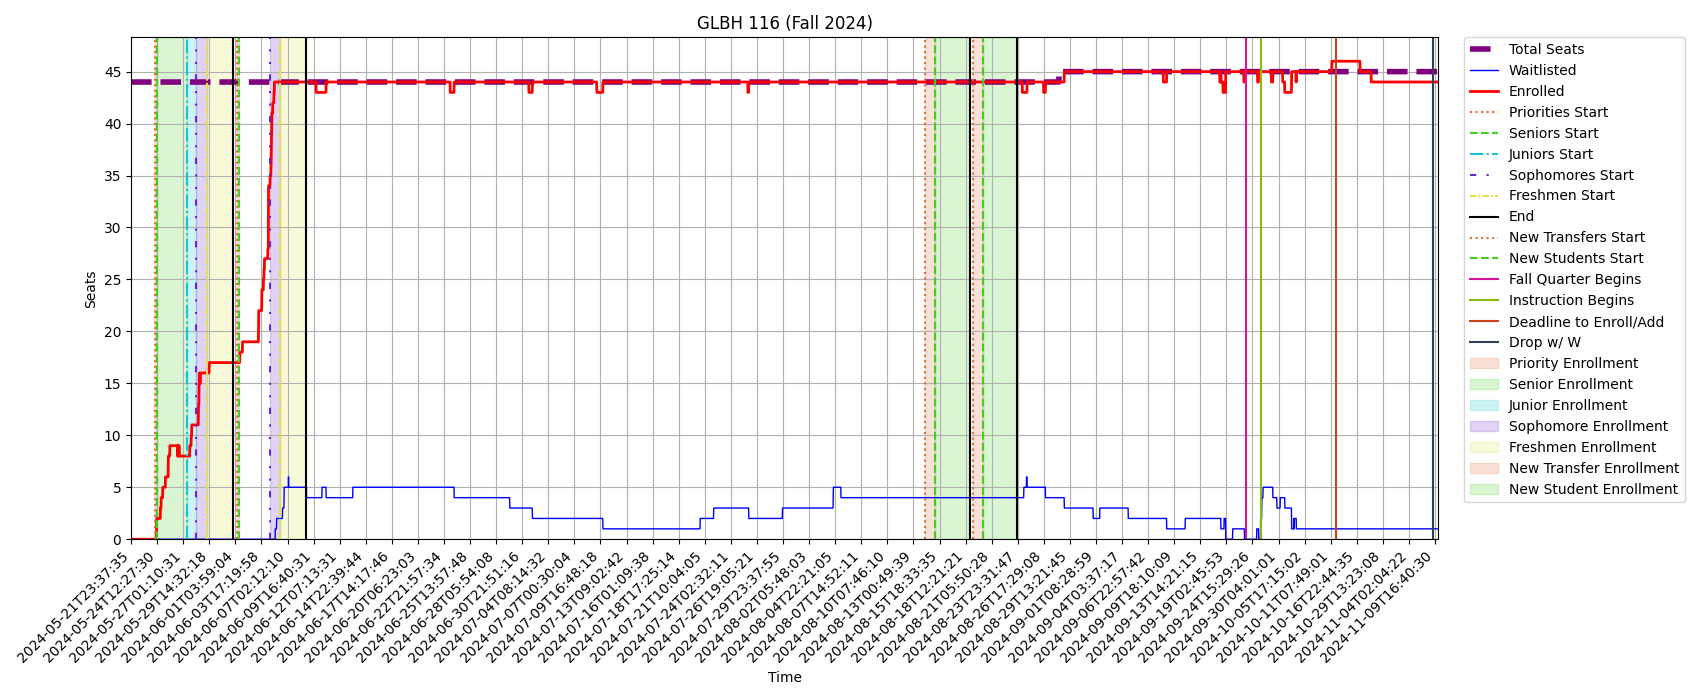 GLBH 116 (Fall 2024)
Seats
45
40
35
30
25
20
15
10
5
0
2024-05-21T23:37:35
2024-05-24T12:27:30
2024-05-27T01:10:31
2024-05-29T14:32:18
2024-06-01T03:59:04
2024-06-03T17:19:58
2024-06-07T02:12:10
2024-06-09T16:40:31
2024-06-12T07:13:31
2024-06-14T22:39:44
2024-06-17T14:17:46
2024-06-20T06:23:03
2024-06-22T21:57:34
2024-06-25T13:57:48
2024-06-28T05:54:08
2024-06-30T21:51:16
2024-07-04T08:14:32
2024-07-07T00:30:04
2024-07-09T16:48:18
2024-07-13T09:02:42
2024-07-16T01:09:38
2024-07-18T17:25:14
2024-07-21T10:04:05
2024-07-24T02:32:11
2024-07-26T19:05:21
2024-07-29T23:37:55
2024-08-02T05:48:03
2024-08-04T22:21:05
2024-08-07T14:52:11
2024-08-10T07:46:10
2024-08-13T00:49:39
2024-08-15T18:33:35
2024-08-18T12:21:21
2024-08-21T05:50:28
2024-08-23T23:31:47
2024-08-26T17:29:08
2024-08-29T13:21:45
2024-09-01T08:28:59
2024-09-04T03:37:17
2024-09-06T22:57:42
2024-09-09T18:10:09
2024-09-13T14:21:15
2024-09-19T02:45:53
2024-09-24T15:29:26
2024-09-30T04:01:01
2024-10-05T17:15:02
2024-10-11T07:49:01
2024-10-16T22:44:35
2024-10-29T13:23:08
2024-11-04T02:04:22
2024-11-09T16:40:30
Time
Total Seats
Waitlisted
Enrolled
Priorities Start
Seniors Start
Juniors Start
Sophomores Start
Freshmen Start
End
New Transfers Start
New Students Start
Fall Quarter Begins
Instruction Begins
Deadline to Enroll/Add
Drop w/ W
Priority Enrollment
Senior Enrollment
Junior Enrollment
Sophomore Enrollment
Freshmen Enrollment
New Transfer Enrollment
New Student Enrollment